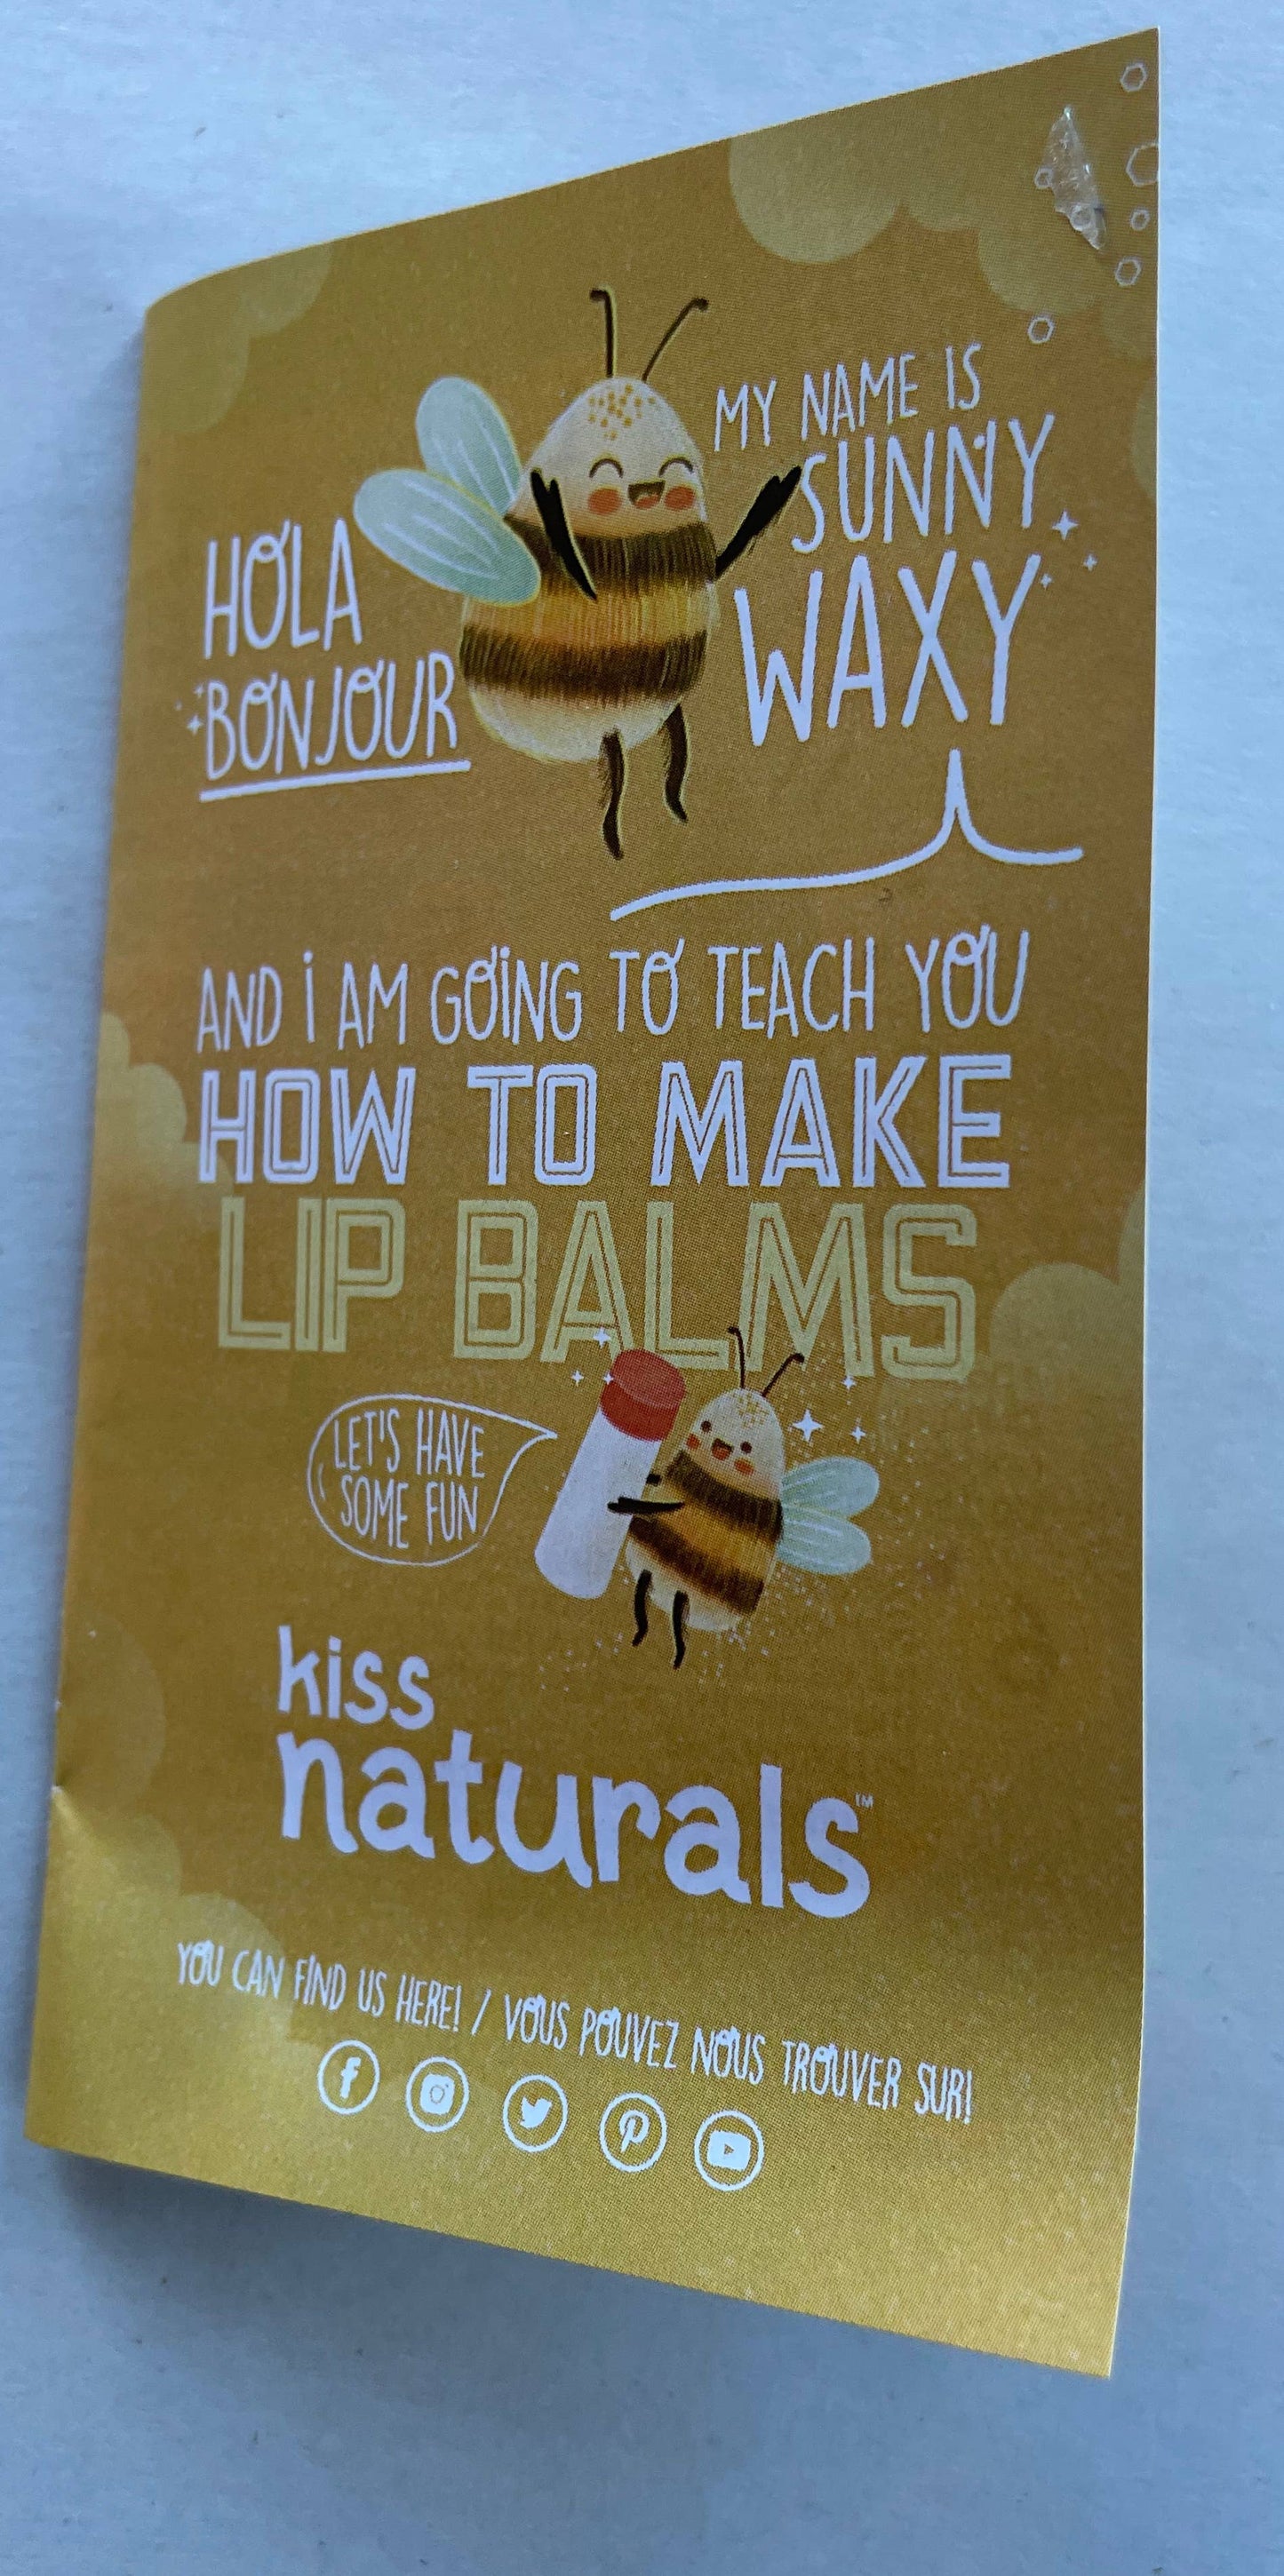 HOLA
BONJOUR
MY NAME IS
SUNNY
WAXY
AND i AM GOiNG TO TEACH YOU
HOW TO MAKE
LIP BALMS
LET'S HAVE
SOME FUN
kiss
naturals™
YOU CAN FIND US HERE! / VOUS POUVEZ NOUS TROUVER SUR!